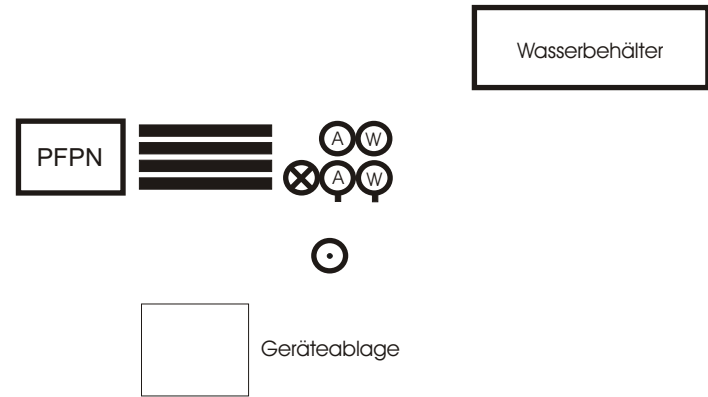 Wasserbehälter
PFPN
A W
A W
Geräteablage